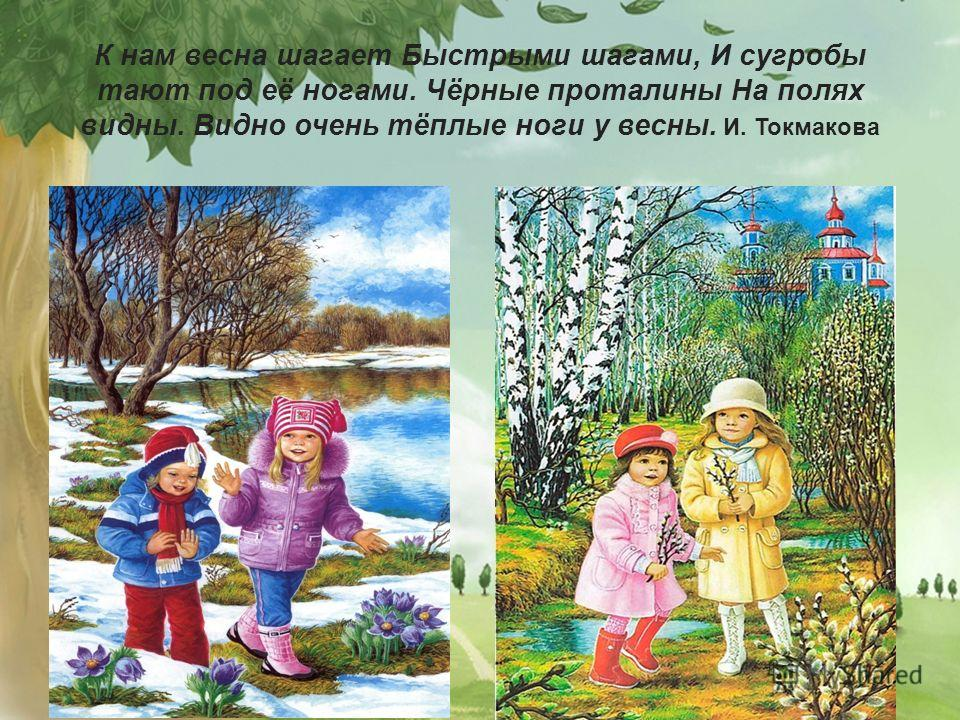 К нам весна шагает Быстрыми шагами, И сугробы
тают под её ногами. Чёрные проталины На полях
видны. Видно очень тёплые ноги у весны. И. Токмакова
MyShared